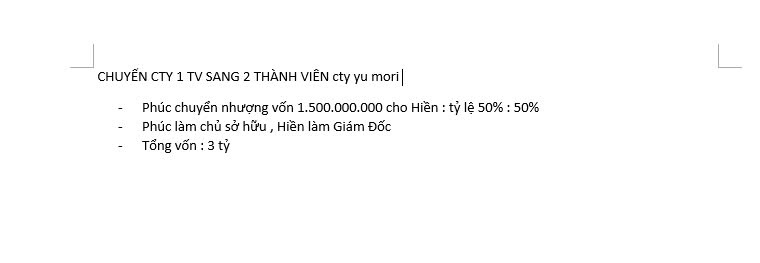 CHUYỂN CTY 1 TV SANG 2 THÀNH VIÊN cty yu mori
- Phúc chuyển nhượng vốn 1.500.000.000 cho Hiền : tỷ lệ 50% : 50%
- Phúc làm chủ sở hữu , Hiền làm Giám Đốc
- Tổng vốn : 3 tỷ